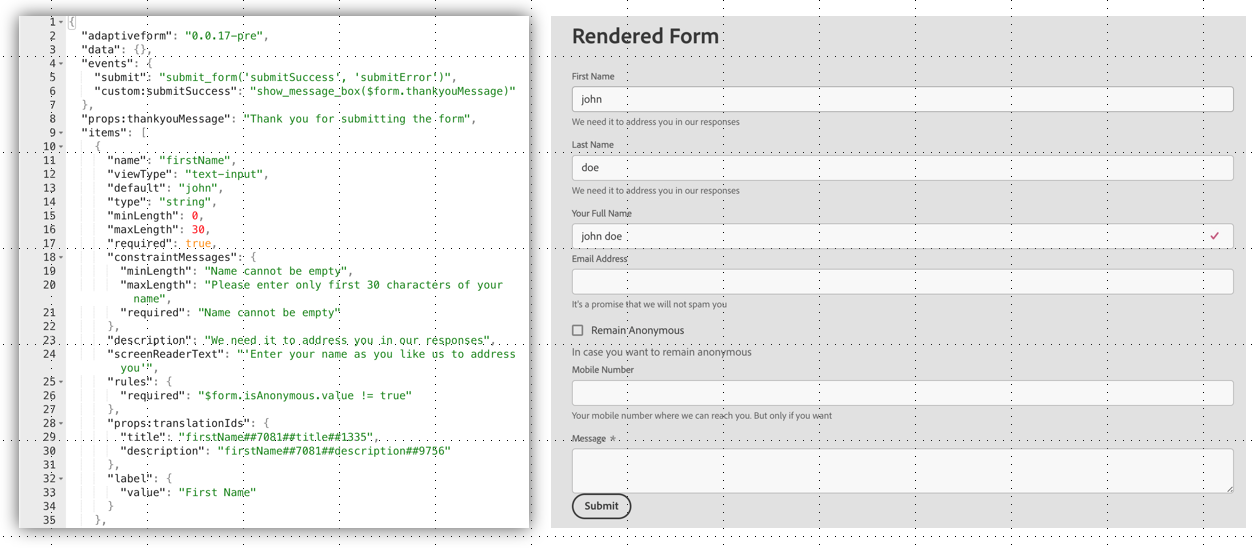 1 {
2 "adaptiveform": "0.0.17-pre",
3 "data": {},
4 "events": {
5 "submit": "submit_form('submitSuccess', 'submitError')",
6 "custom:submitSuccess": "show_message_box($form.thankyouMessage)"
7 },
8 "props:thankyouMessage": "Thank you for submitting the form",
9 "items": [
10 {
11 "name": "firstName",
12 "viewType": "text-input",
13 "default": "john",
14 "type": "string",
15 "minLength": 0,
16 "maxLength": 30,
17 "required": true,
18 "constraintMessages": {
19 "minLength": "Name cannot be empty",
20 "maxLength": "Please enter only first 30 characters of your
name",
21 "required": "Name cannot be empty"
22 },
23 "description": "We need it to address you in our responses",
24 "screenReaderText": "'Enter your name as you like us to address
you'",
25 "rules": {
26 "required": "$form.isAnonymous.value != true"
27 },
28 "props:translationIds": {
29 "title": "firstName##7081##title##1335",
30 "description": "firstName##7081##description##9756"
31 },
32 "label": {
33 "value": "First Name"
34 }
35 },
Rendered Form
First Name
john
We need it to address you in our responses
Last Name
doe
We need it to address you in our responses
Your Full Name
john doe
Email Address
It's a promise that we will not spam you
Remain Anonymous
In case you want to remain anonymous
Mobile Number
Your mobile number where we can reach you. But only if you want
Message *
Submit